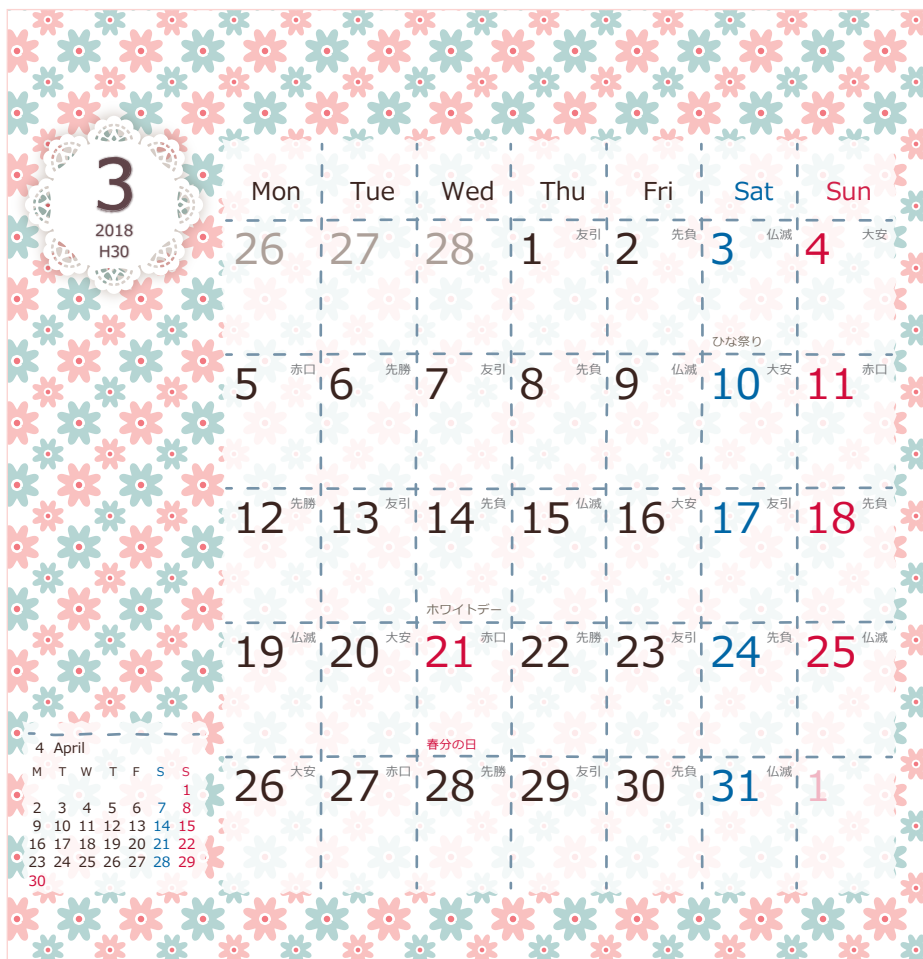 3
2018
H30
Mon Tue Wed Thu Fri Sat Sun
26 27 28 1 友引 2 先負 3 仏滅 4 大安
ひな祭り
5 赤口 6 先勝 7 友引 8 先負 9 仏滅 10 大安 11 赤口
12 先勝 13 友引 14 先負 15 仏滅 16 大安 17 友引 18 先負
ホワイトデー
19 仏滅 20 大安 21 赤口 22 先勝 23 友引 24 先負 25 仏滅
春分の日
26 大安 27 赤口 28 先勝 29 友引 30 先負 31 仏滅 1
4 April
M T W T F S S
1
2 3 4 5 6 7 8
9 10 11 12 13 14 15
16 17 18 19 20 21 22
23 24 25 26 27 28 29
30